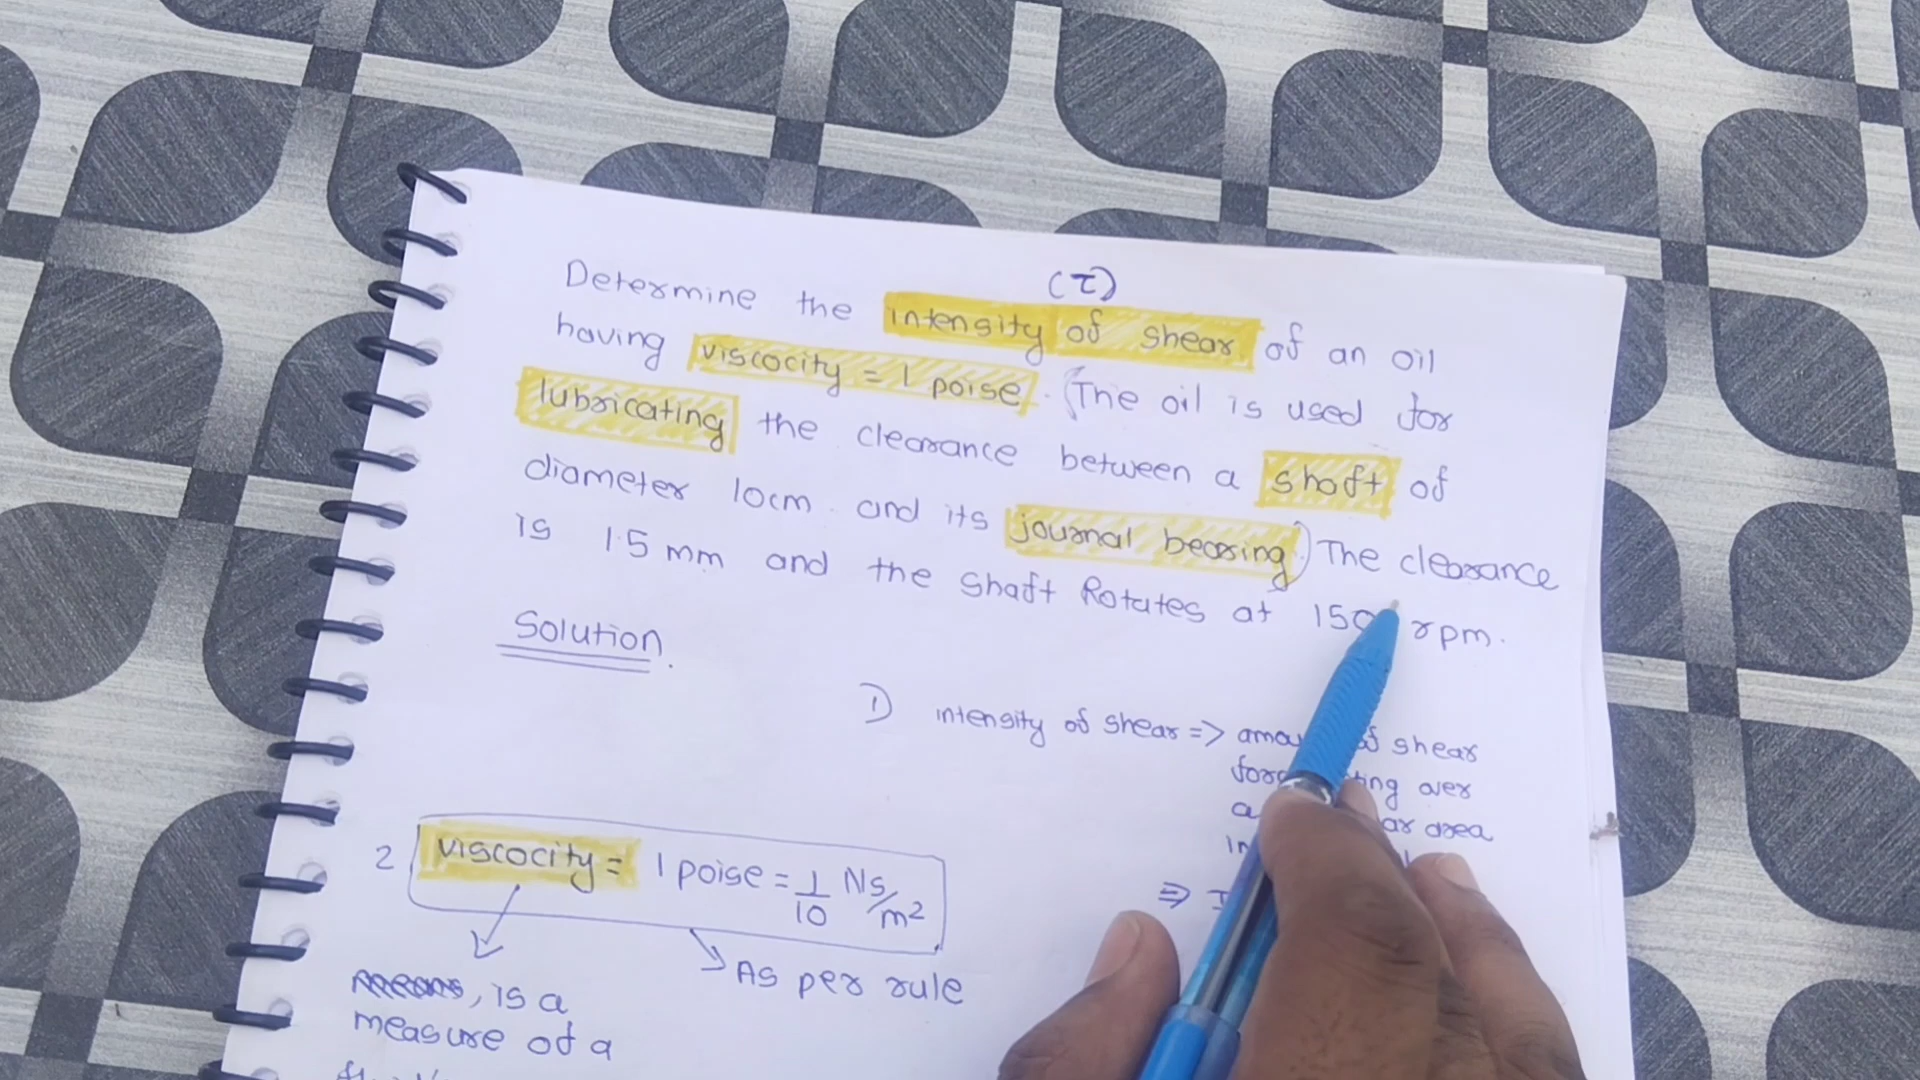 (τ)
Determine the intensity of shear of an oil
having viscocity = 1 poise. (The oil is used for
lubricating the clearance between a shaft of
diameter 10cm and its journal bearing.) The clearance
is 1.5 mm and the shaft Rotates at 150 rpm.
Solution.
1) intensity of shear => of shear
over
area
2 viscocity = 1 poise = 1/10 Ns/m²
As per rule
is a
measure of a